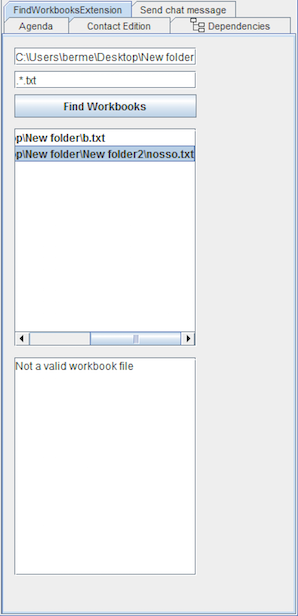 FindWorkbooksExtension Send chat message
Agenda Contact Edition Dependencies
C:\Users\berme\Desktop\New folder
.*.txt
Find Workbooks
p\New folder\b.txt
p\New folder\New folder2\nosso.txt
Not a valid workbook file